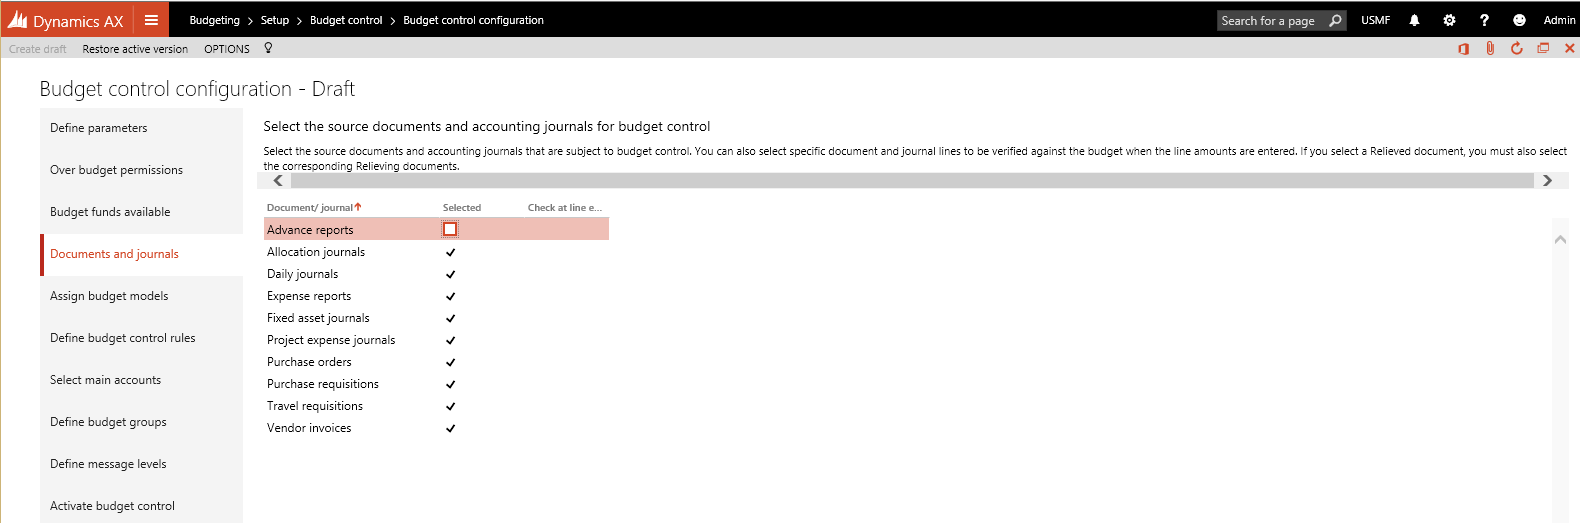 Dynamics AX
Budgeting > Setup > Budget control > Budget control configuration
Search for a page
USMF
?
Admin
Create draft Restore active version OPTIONS
Budget control configuration - Draft
Define parameters
Over budget permissions
Budget funds available
Documents and journals
Assign budget models
Define budget control rules
Select main accounts
Define budget groups
Define message levels
Activate budget control
Select the source documents and accounting journals for budget control
Select the source documents and accounting journals that are subject to budget control. You can also select specific document and journal lines to be verified against the budget when the line amounts are entered. If you select a Relieved document, you must also select
the corresponding Relieving documents.
Document/ journal Selected Check at line e...
Advance reports
Allocation journals
Daily journals
Expense reports
Fixed asset journals
Project expense journals
Purchase orders
Purchase requisitions
Travel requisitions
Vendor invoices